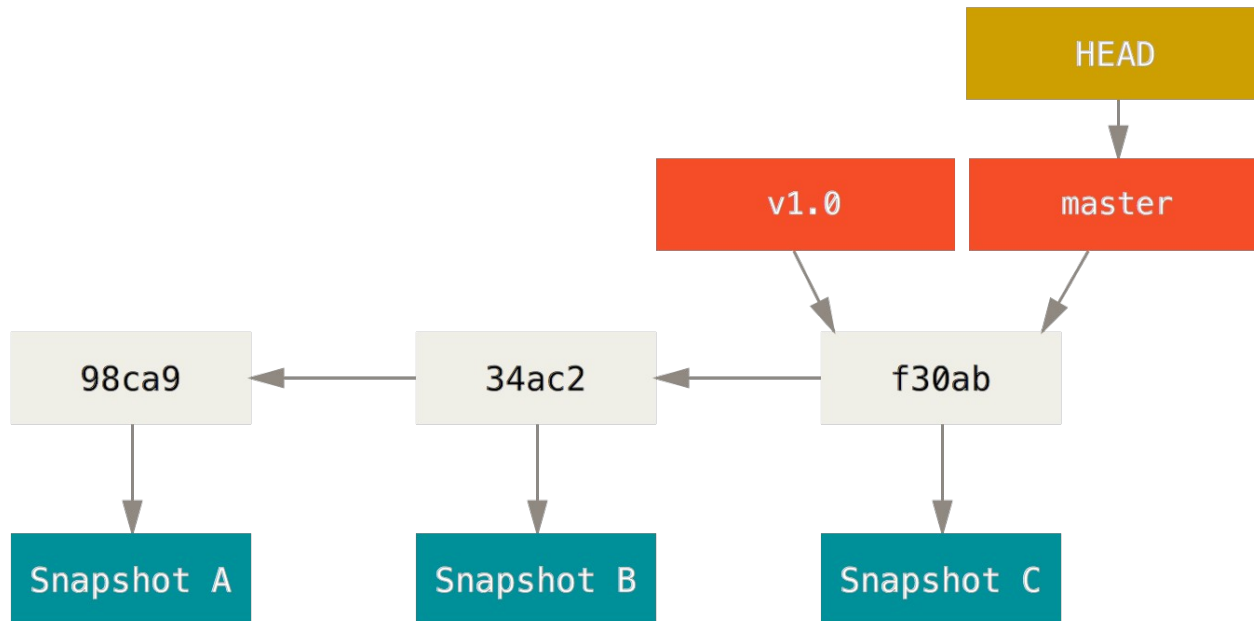 HEAD
v1.0
master
98ca9
34ac2
f30ab
Snapshot A
Snapshot B
Snapshot C